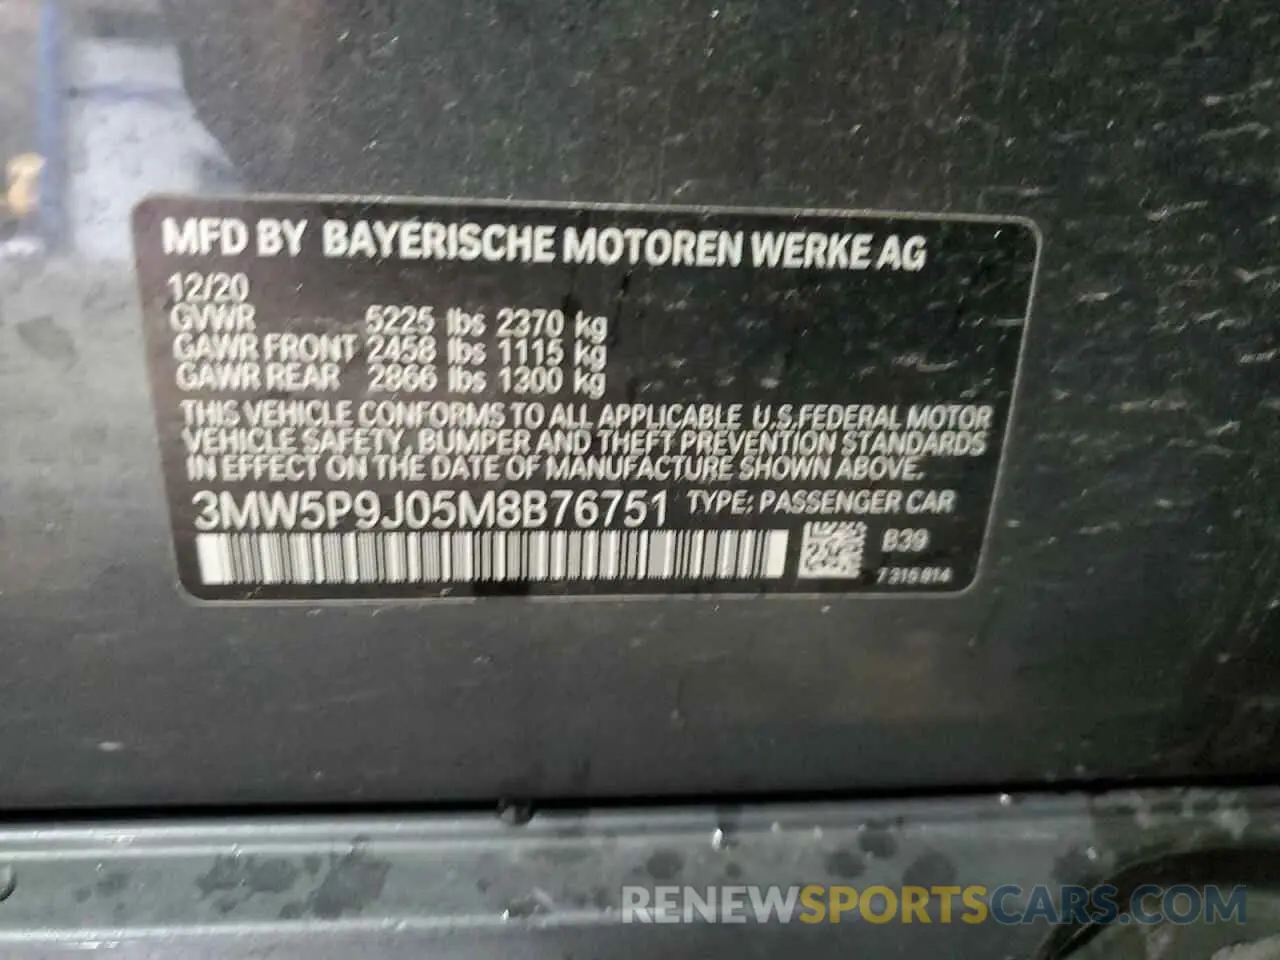 MFD BY BAYERISCHE MOTOREN WERKE AG
12/20
GVWR 5225 lbs 2370 kg
GAWR FRONT 2458 lbs 1115 kg
GAWR REAR 2866 lbs 1300 kg
THIS VEHICLE CONFORMS TO ALL APPLICABLE U.S.FEDERAL MOTOR
VEHICLE SAFETY, BUMPER AND THEFT PREVENTION STANDARDS
IN EFFECT ON THE DATE OF MANUFACTURE SHOWN ABOVE.
3MW5P9J05M8B76751 TYPE: PASSENGER CAR
B39
7316814
RENEWSPORTSCARS.COM